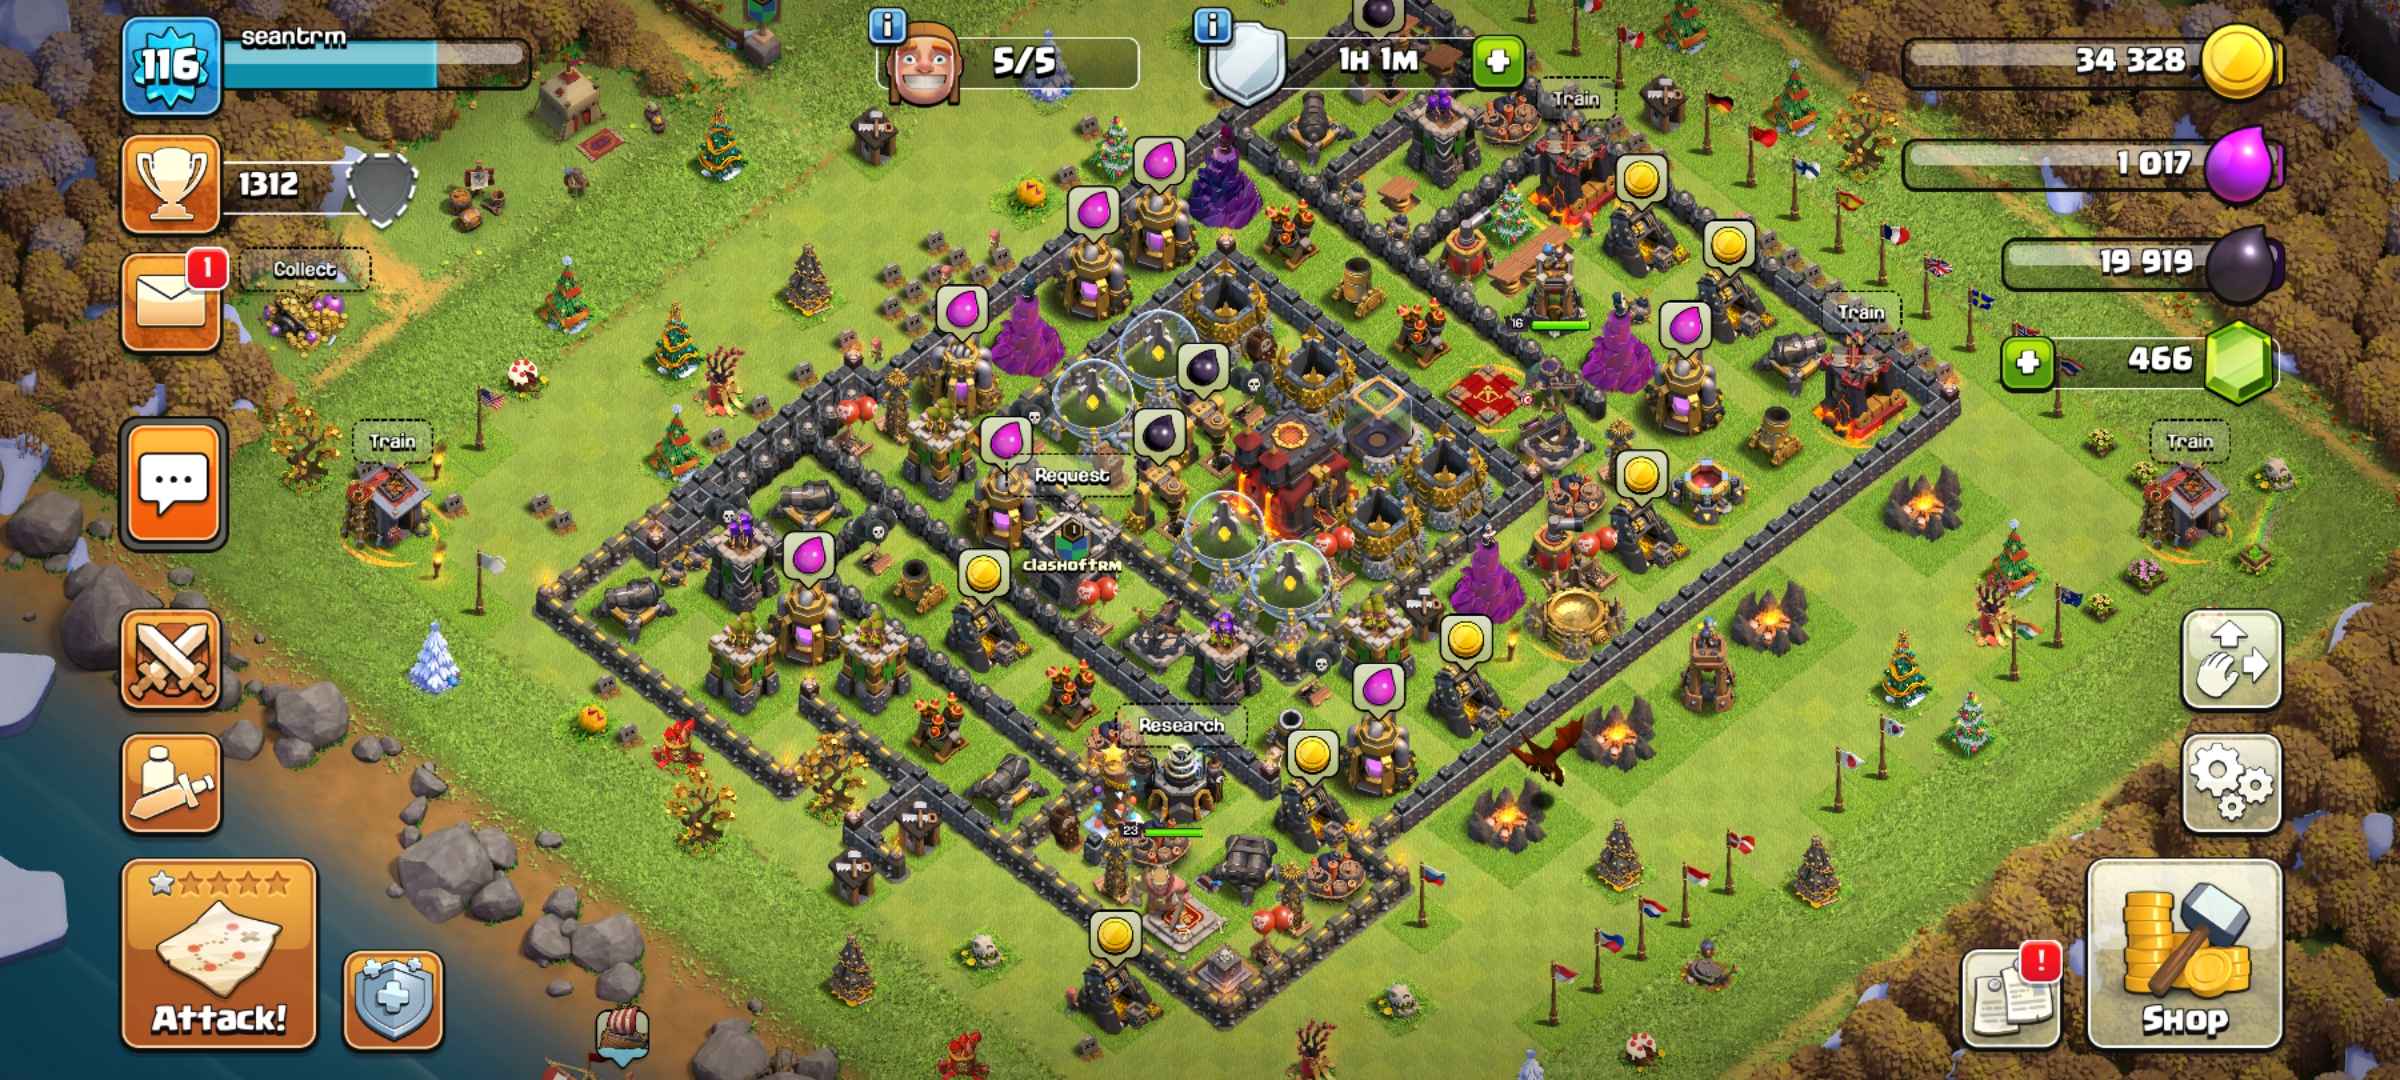 116
seantrm
5/5
1H 1M
34 328
1312
1 017
1
Collect
19 919
466
Train
Train
Train
Train
16
Request
clashofTRM
Research
23
Attack!
Shop